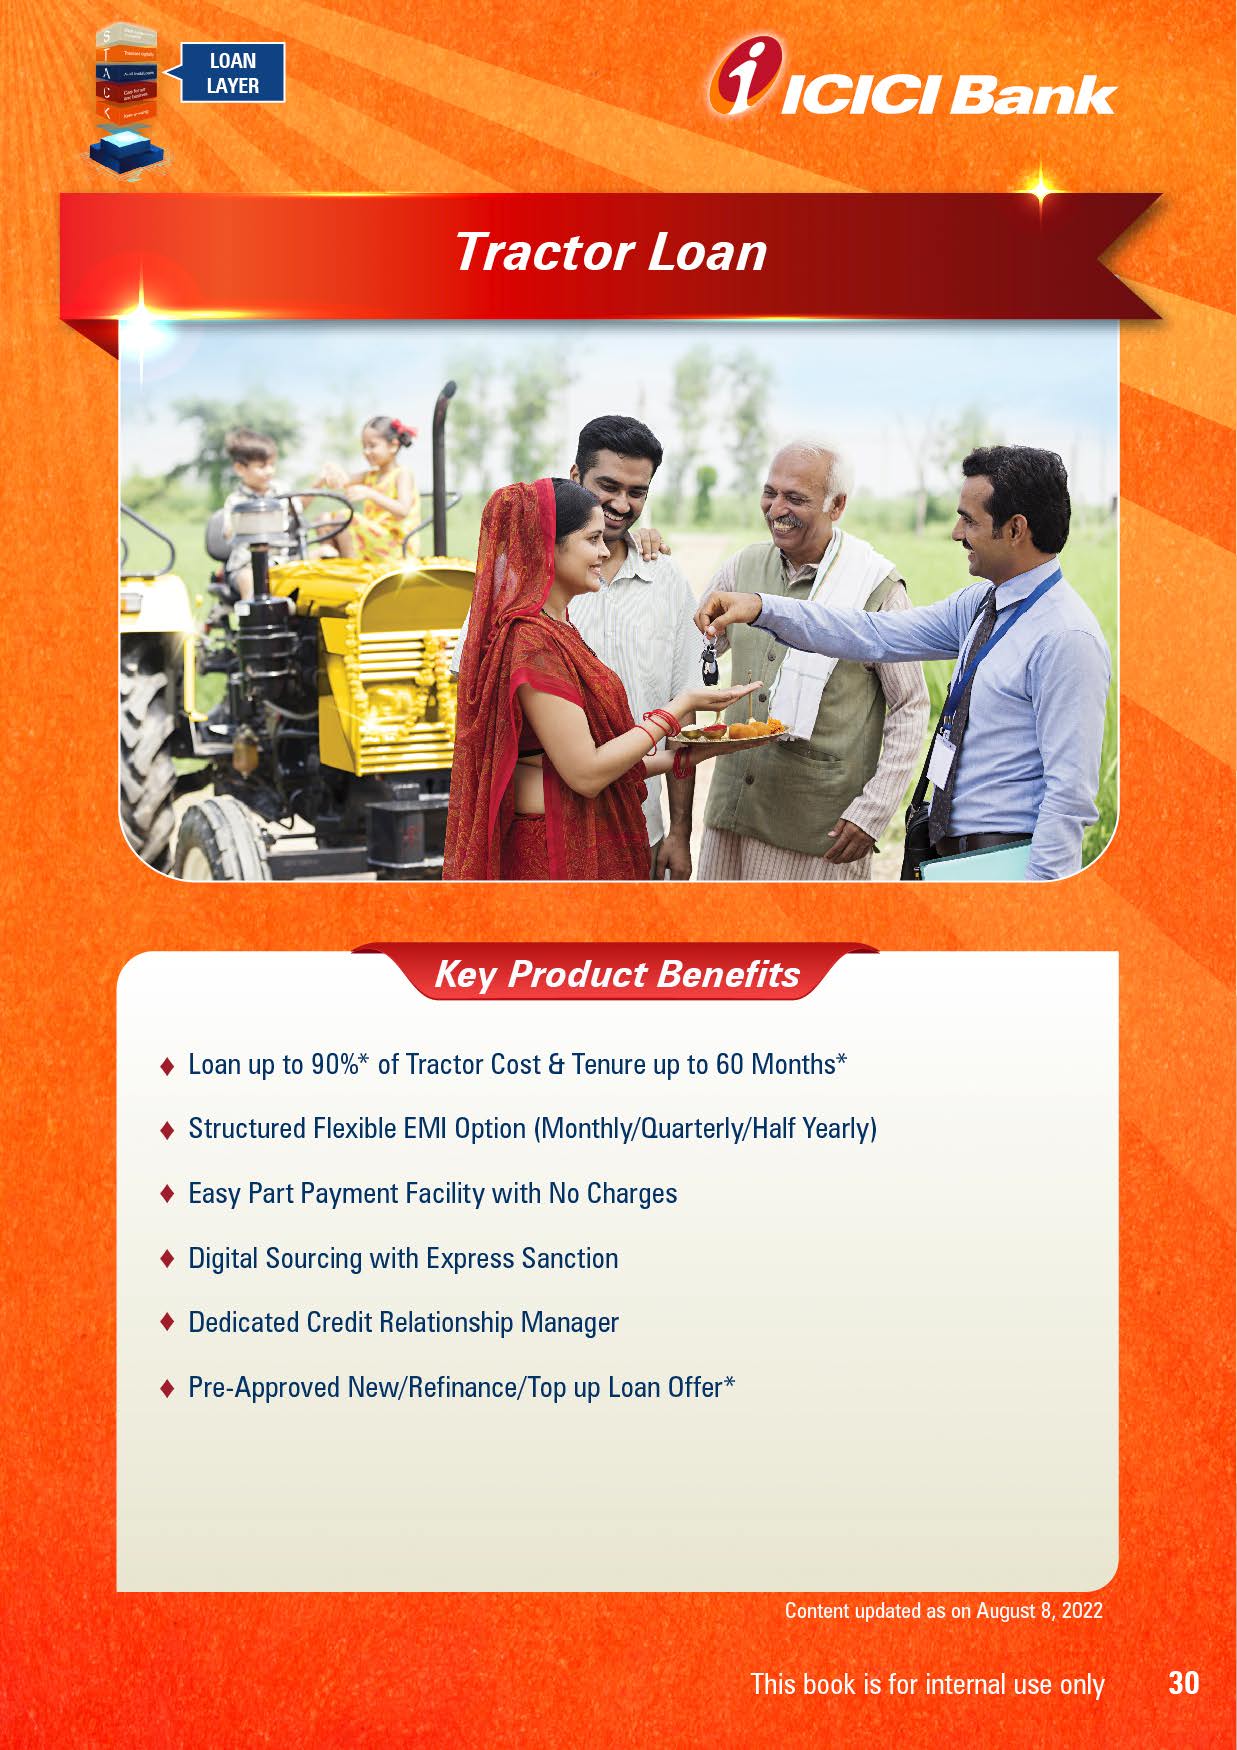 S
T
A
C
K
LOAN
LAYER
i ICICI Bank
Tractor Loan
Key Product Benefits
♦ Loan up to 90%* of Tractor Cost & Tenure up to 60 Months*
♦ Structured Flexible EMI Option (Monthly/Quarterly/Half Yearly)
♦ Easy Part Payment Facility with No Charges
♦ Digital Sourcing with Express Sanction
♦ Dedicated Credit Relationship Manager
♦ Pre-Approved New/Refinance/Top up Loan Offer*
Content updated as on August 8, 2022
This book is for internal use only 30